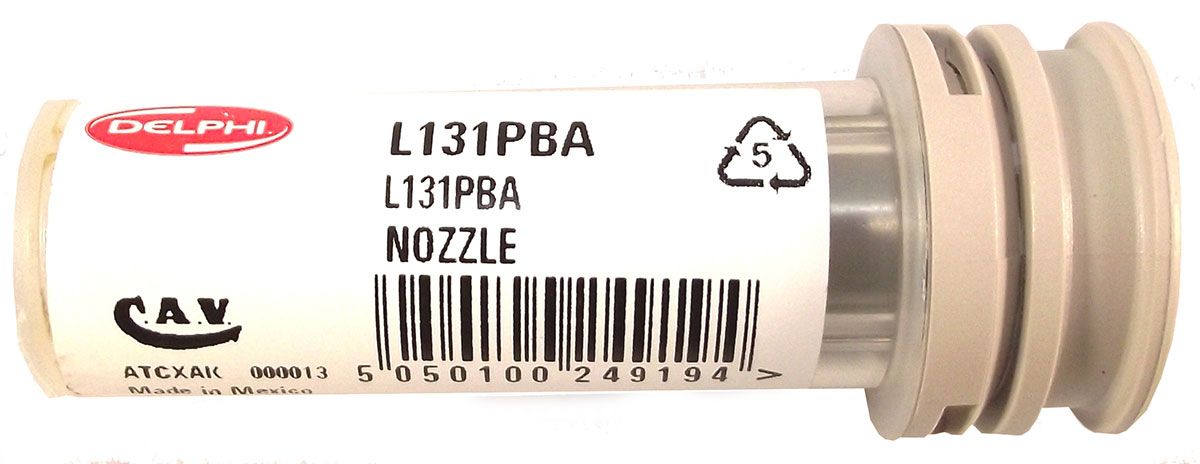 DELPHI
L131PBA
L131PBA
NOZZLE
5
C.A.V.
ATCXAK 000013
Made in Mexico
5 050100 249194 >